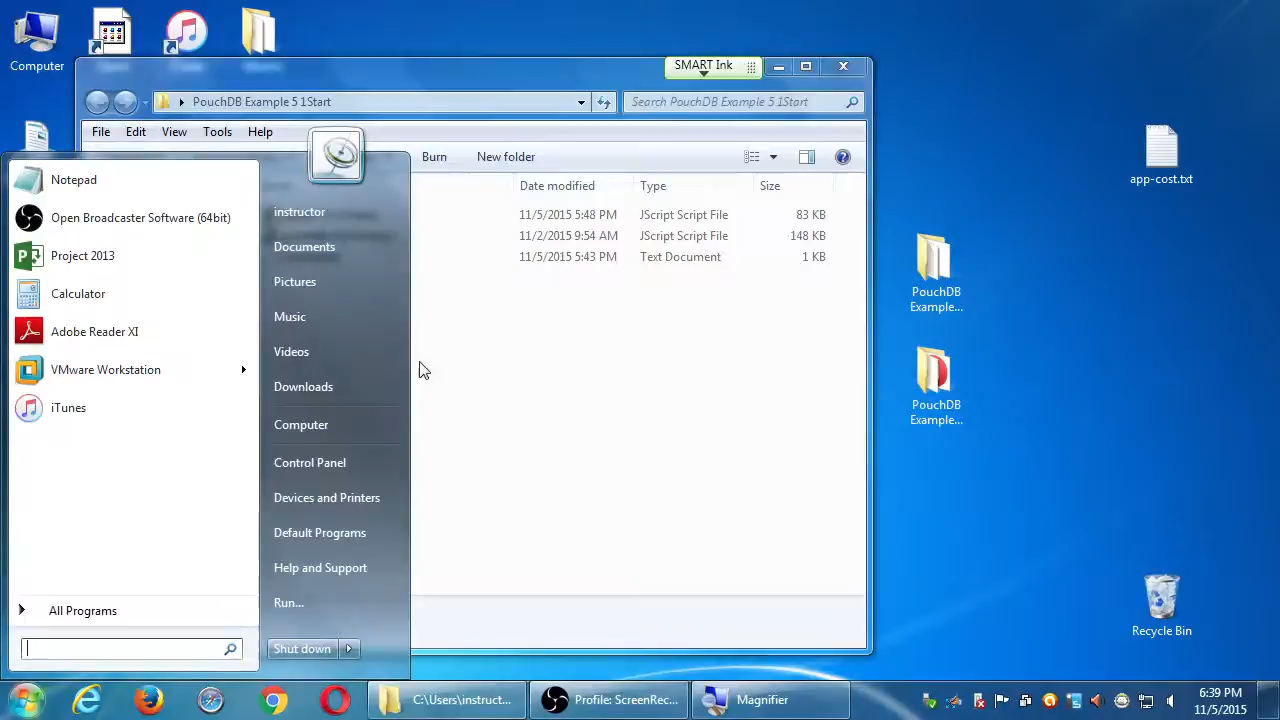 Computer
SMART Ink
PouchDB Example 5 1Start
Search PouchDB Example 5 1Start
File Edit View Tools Help
Burn New folder
Date modified Type Size
11/5/2015 5:48 PM JScript Script File 83 KB
11/2/2015 9:54 AM JScript Script File 148 KB
11/5/2015 5:43 PM Text Document 1 KB
Notepad
Open Broadcaster Software (64bit)
Project 2013
Calculator
Adobe Reader XI
VMware Workstation
iTunes
All Programs
instructor
Documents
Pictures
Music
Videos
Downloads
Computer
Control Panel
Devices and Printers
Default Programs
Help and Support
Run...
Shut down
app-cost.txt
PouchDB
Example...
PouchDB
Example...
Recycle Bin
C:\Users\instruct...
Profile: ScreenRec...
Magnifier
6:39 PM
11/5/2015